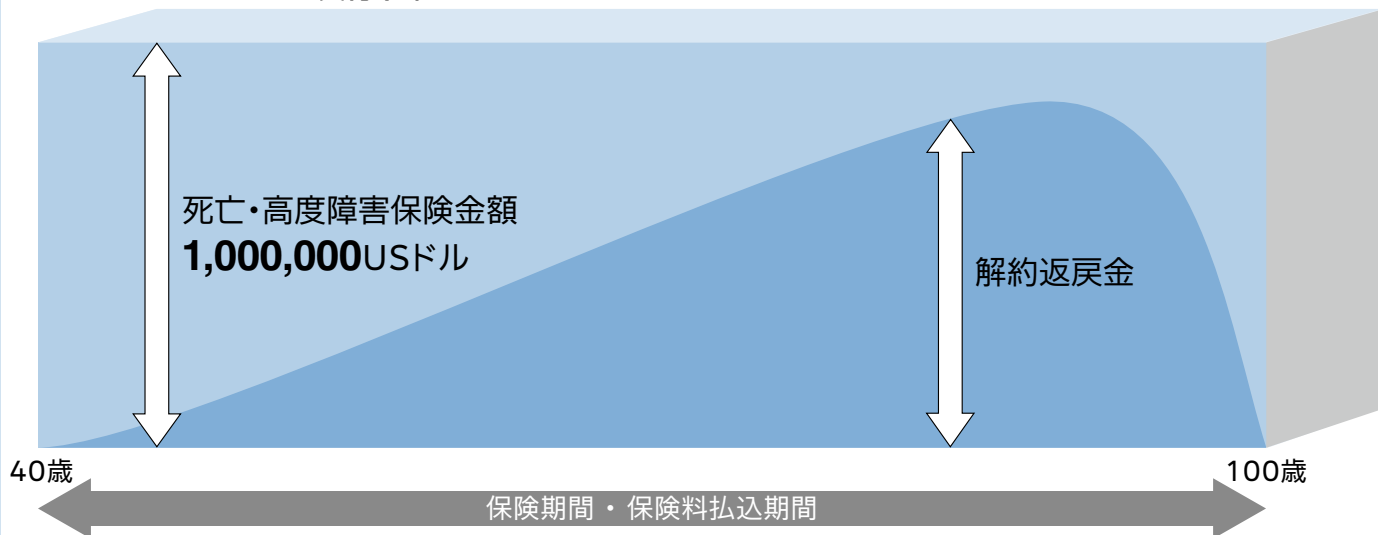 死亡・高度障害保険金額
1,000,000USドル
解約返戻金
40歳
100歳
保険期間・保険料払込期間